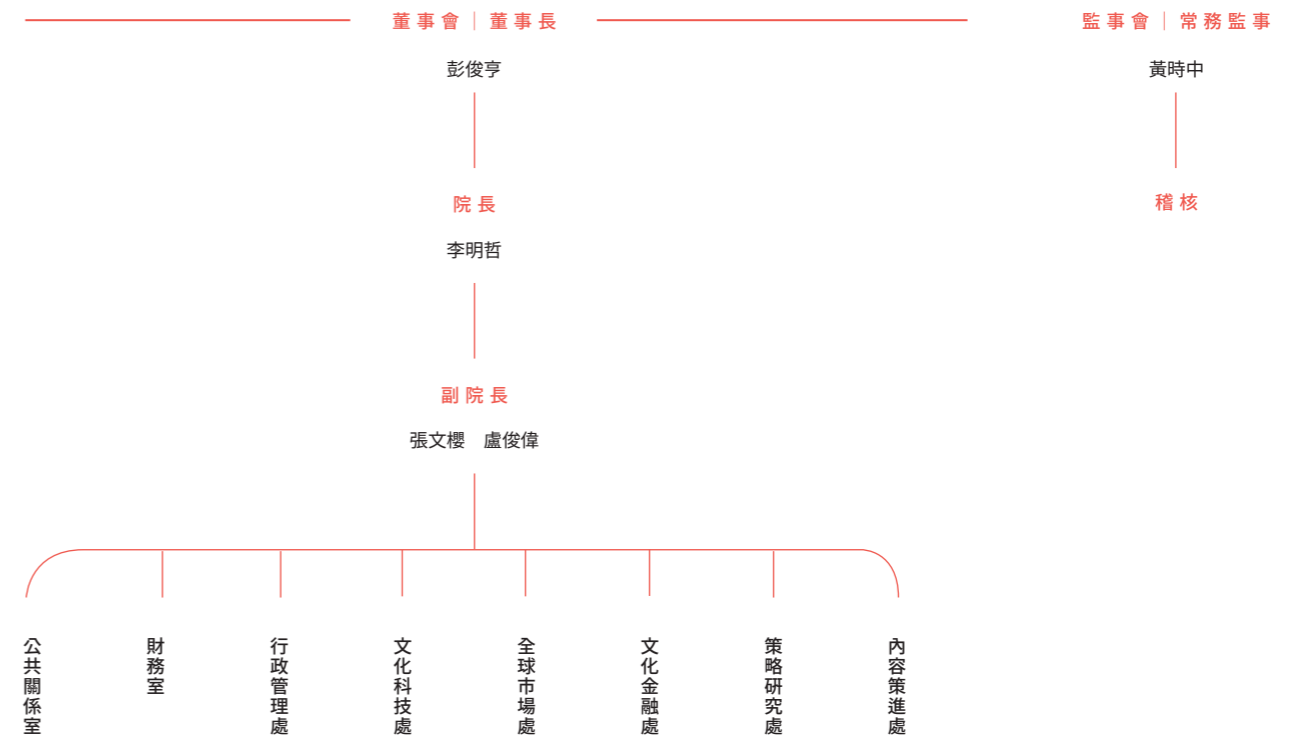 董事會｜董事長
監事會｜常務監事
彭俊亨
黃時中
院長
稽核
李明哲
副院長
張文櫻　盧俊偉
公共關係室
財務室
行政管理處
文化科技處
全球市場處
文化金融處
策略研究處
內容策進處